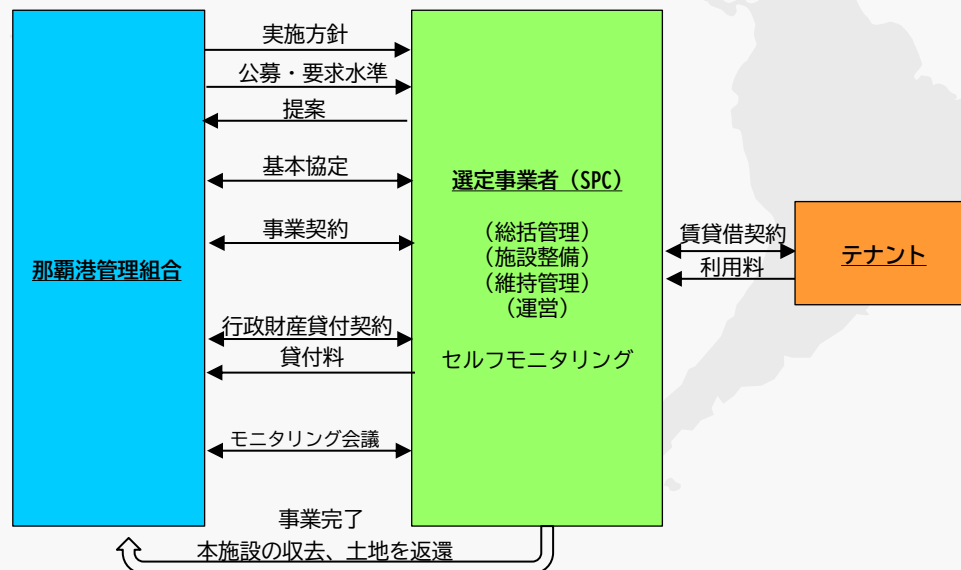 実施方針
公募・要求水準
提案
基本協定
事業契約
行政財産貸付契約
貸付料
モニタリング会議
那覇港管理組合
選定事業者（SPC）
（総括管理）
（施設整備）
（維持管理）
（運営）
セルフモニタリング
賃貸借契約
利用料
テナント
事業完了
本施設の収去、土地を返還